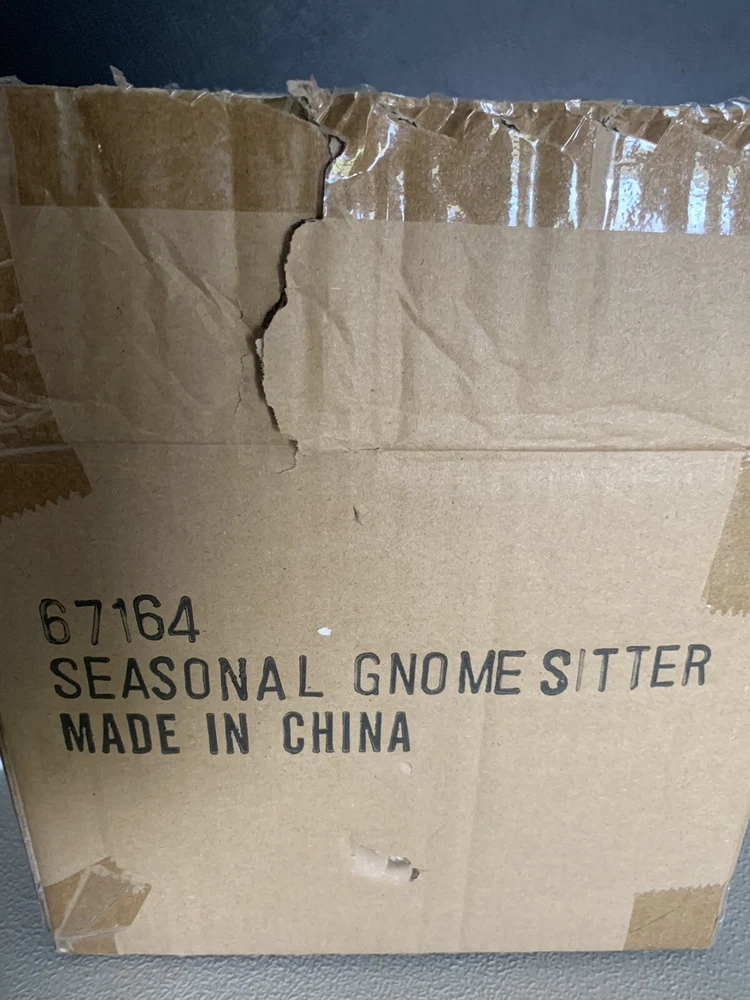 67164
SEASONAL GNOME SITTER
MADE IN CHINA